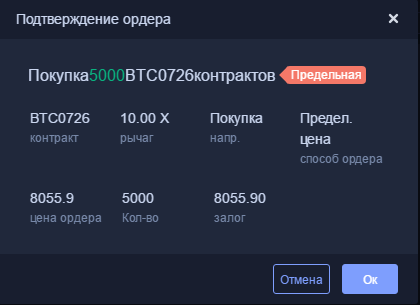 Подтверждение ордера ×
Покупка5000BTC0726контрактов Предельная
BTC0726 10.00 X Покупка Предел.
контракт рычаг напр. цена
способ ордера
8055.9 5000 8055.90
цена ордера Кол-во залог
Отмена Ок